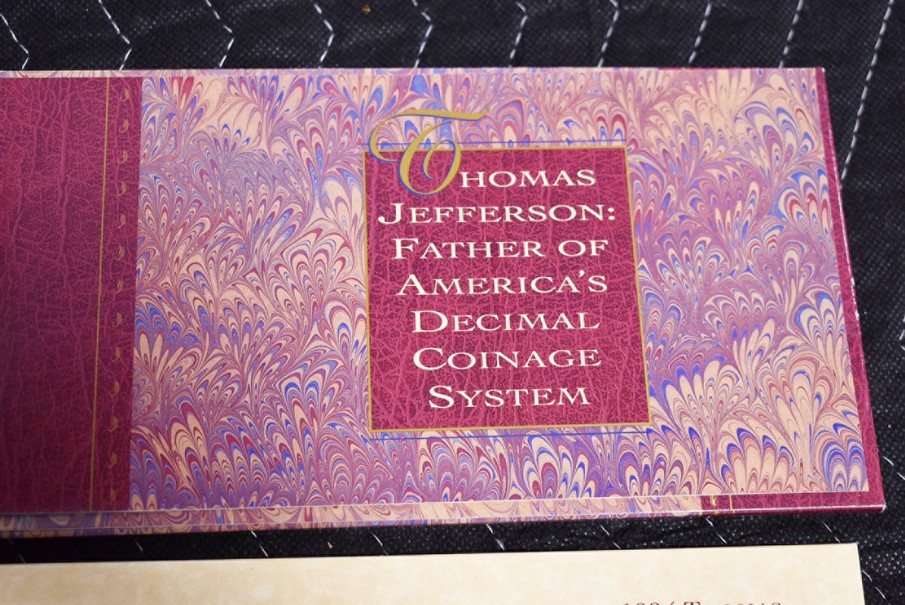 THOMAS
JEFFERSON:
FATHER OF
AMERICA'S
DECIMAL
COINAGE
SYSTEM